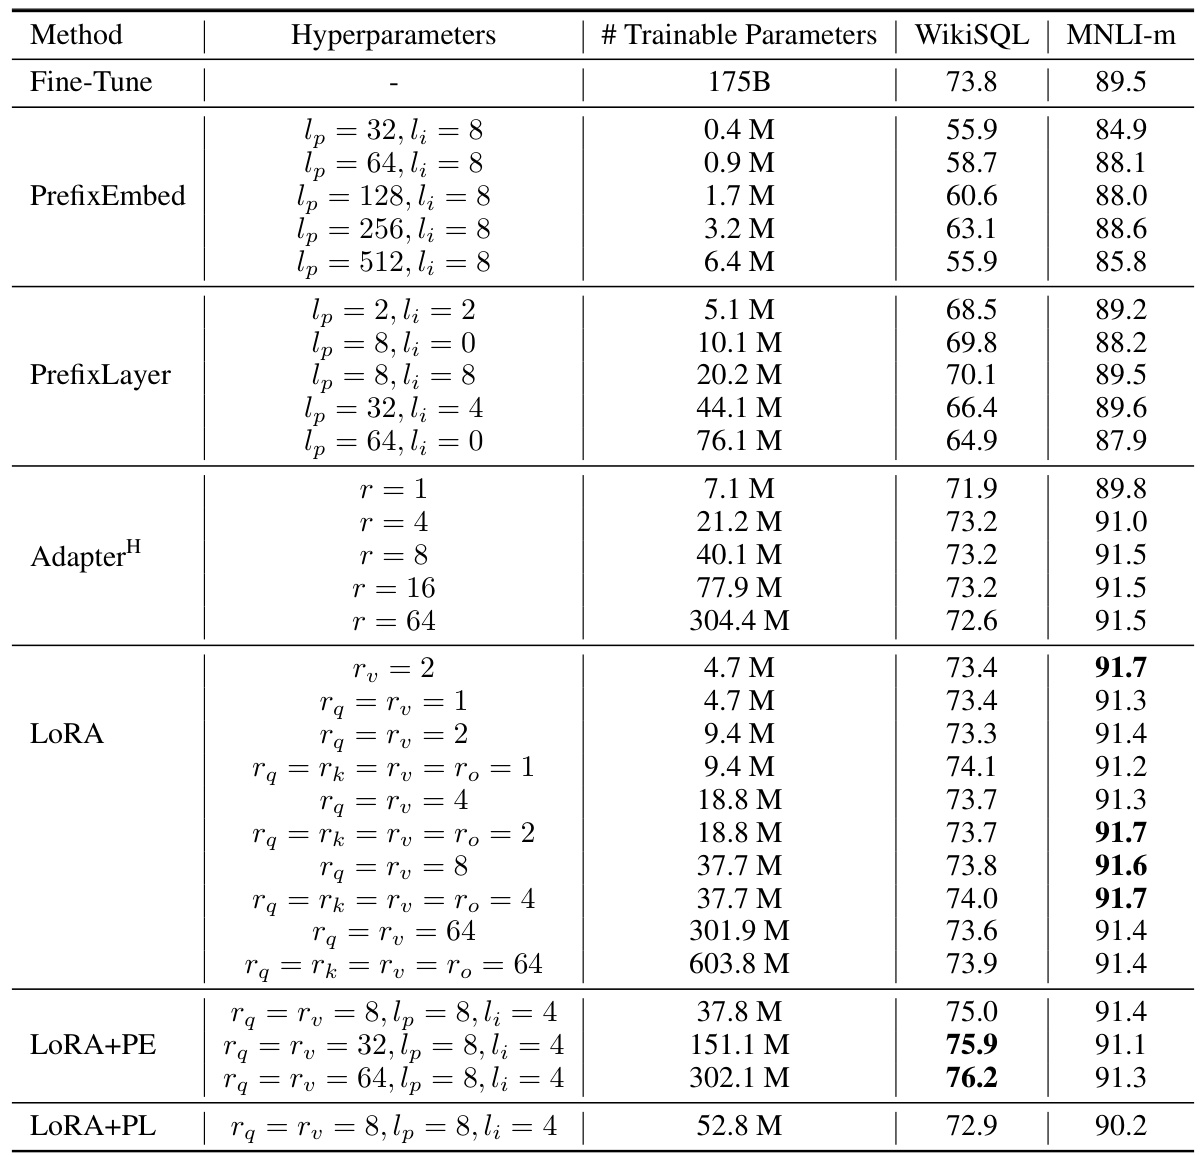 Method | Hyperparameters | # Trainable Parameters | WikiSQL | MNLI-m
Fine-Tune | - | 175B | 73.8 | 89.5
PrefixEmbed
l_p = 32, l_i = 8 | 0.4 M | 55.9 | 84.9
l_p = 64, l_i = 8 | 0.9 M | 58.7 | 88.1
l_p = 128, l_i = 8 | 1.7 M | 60.6 | 88.0
l_p = 256, l_i = 8 | 3.2 M | 63.1 | 88.6
l_p = 512, l_i = 8 | 6.4 M | 55.9 | 85.8
PrefixLayer
l_p = 2, l_i = 2 | 5.1 M | 68.5 | 89.2
l_p = 8, l_i = 0 | 10.1 M | 69.8 | 88.2
l_p = 8, l_i = 8 | 20.2 M | 70.1 | 89.5
l_p = 32, l_i = 4 | 44.1 M | 66.4 | 89.6
l_p = 64, l_i = 0 | 76.1 M | 64.9 | 87.9
Adapter^H
r = 1 | 7.1 M | 71.9 | 89.8
r = 4 | 21.2 M | 73.2 | 91.0
r = 8 | 40.1 M | 73.2 | 91.5
r = 16 | 77.9 M | 73.2 | 91.5
r = 64 | 304.4 M | 72.6 | 91.5
LoRA
r_v = 2 | 4.7 M | 73.4 | 91.7
r_q = r_v = 1 | 4.7 M | 73.4 | 91.3
r_q = r_v = 2 | 9.4 M | 73.3 | 91.4
r_q = r_k = r_v = r_o = 1 | 9.4 M | 74.1 | 91.2
r_q = r_v = 4 | 18.8 M | 73.7 | 91.3
r_q = r_k = r_v = r_o = 2 | 18.8 M | 73.7 | 91.7
r_q = r_v = 8 | 37.7 M | 73.8 | 91.6
r_q = r_k = r_v = r_o = 4 | 37.7 M | 74.0 | 91.7
r_q = r_v = 64 | 301.9 M | 73.6 | 91.4
r_q = r_k = r_v = r_o = 64 | 603.8 M | 73.9 | 91.4
LoRA+PE
r_q = r_v = 8, l_p = 8, l_i = 4 | 37.8 M | 75.0 | 91.4
r_q = r_v = 32, l_p = 8, l_i = 4 | 151.1 M | 75.9 | 91.1
r_q = r_v = 64, l_p = 8, l_i = 4 | 302.1 M | 76.2 | 91.3
LoRA+PL | r_q = r_v = 8, l_p = 8, l_i = 4 | 52.8 M | 72.9 | 90.2